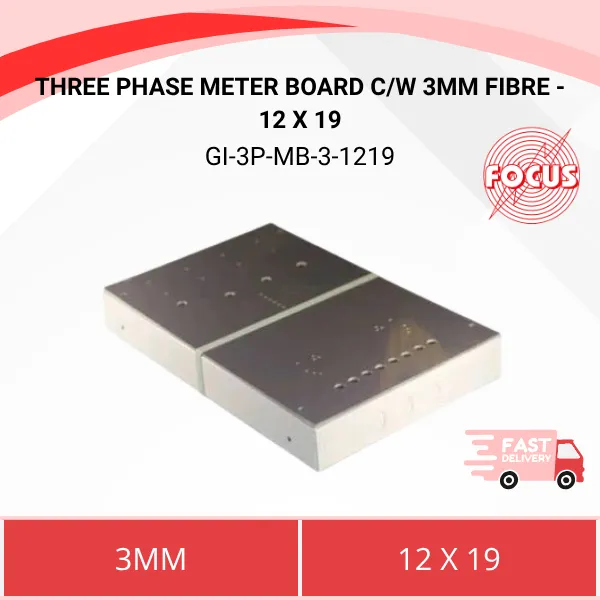 THREE PHASE METER BOARD C/W 3MM FIBRE -
12 X 19
GI-3P-MB-3-1219
FOCUS
FAST
DELIVERY
3MM
12 X 19